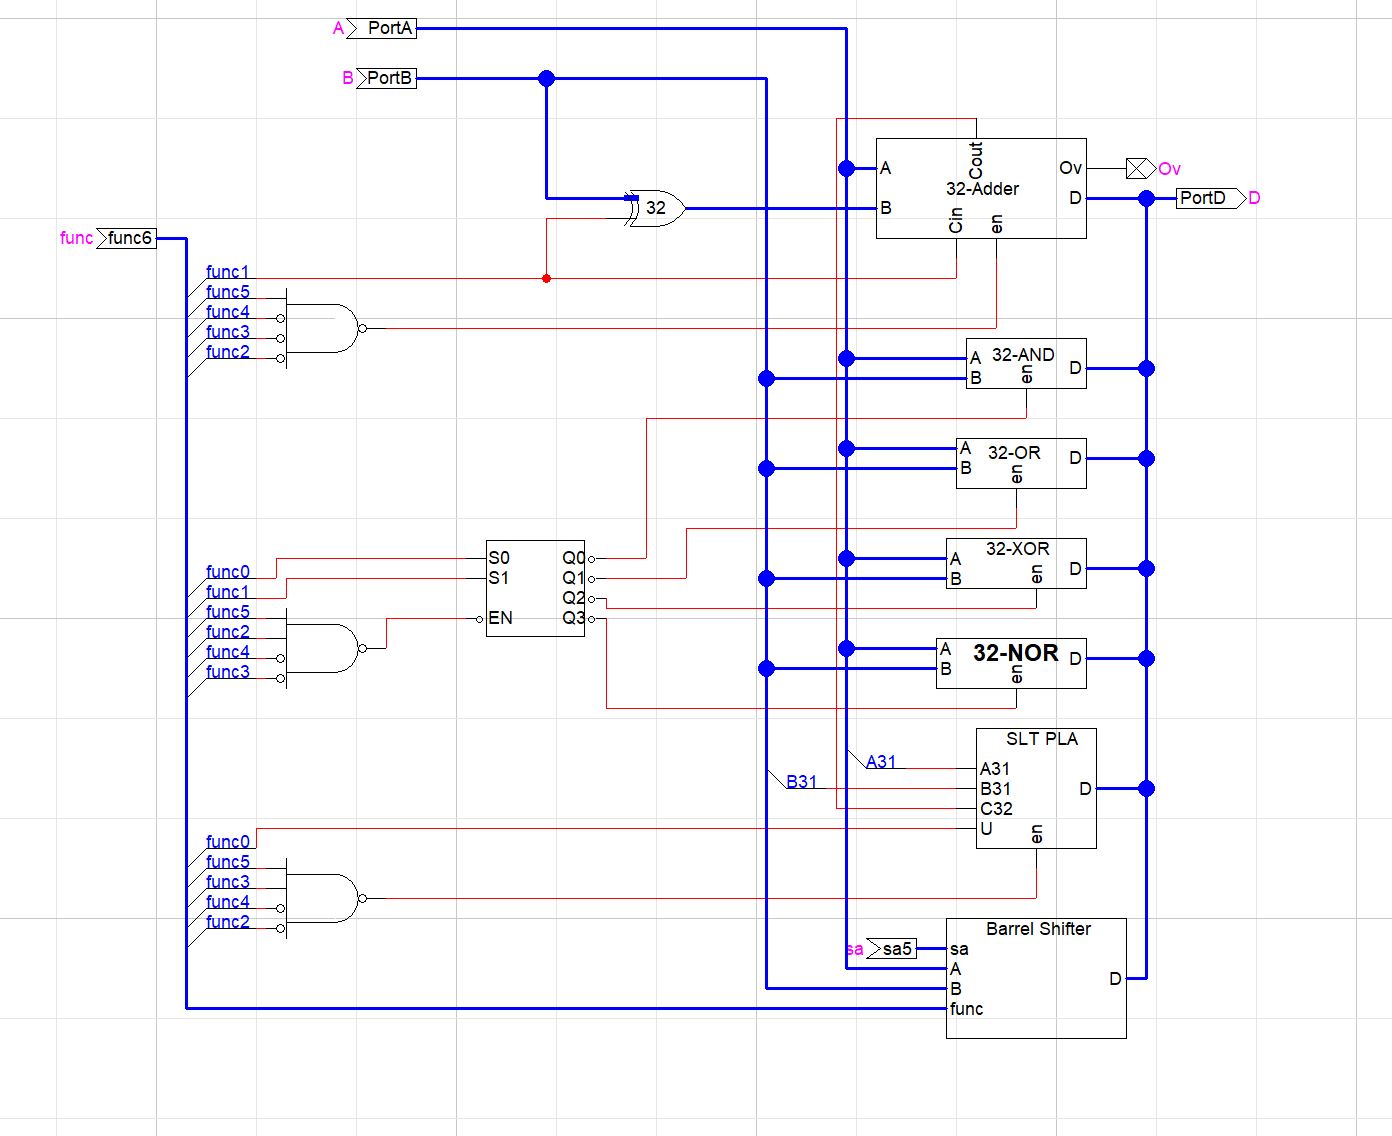 A PortA
B PortB
Cout
A
Ov
Ov
32-Adder
D
PortD D
32
B
Cin
en
func func6
func1
func5
func4
func3
func2
32-AND
A
B
en
D
32-OR
A
B
en
D
32-XOR
A
B
en
D
S0
S1
EN
Q0
Q1
Q2
Q3
func0
func1
func5
func2
func4
func3
32-NOR
A
B
en
D
SLT PLA
A31
A31
B31
B31
C32
U
en
D
func0
func5
func3
func4
func2
Barrel Shifter
sa sa5
sa
A
B
func
D